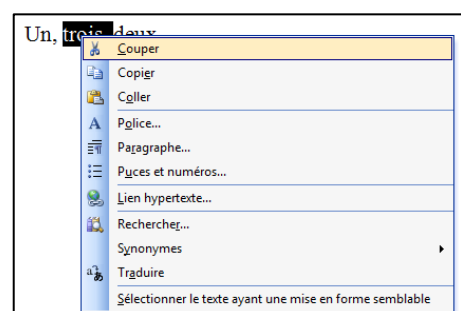 Un, trois, deux
Couper
Copier
Coller
Police...
Paragraphe...
Puces et numéros...
Lien hypertexte...
Rechercher...
Synonymes
Traduire
Sélectionner le texte ayant une mise en forme semblable